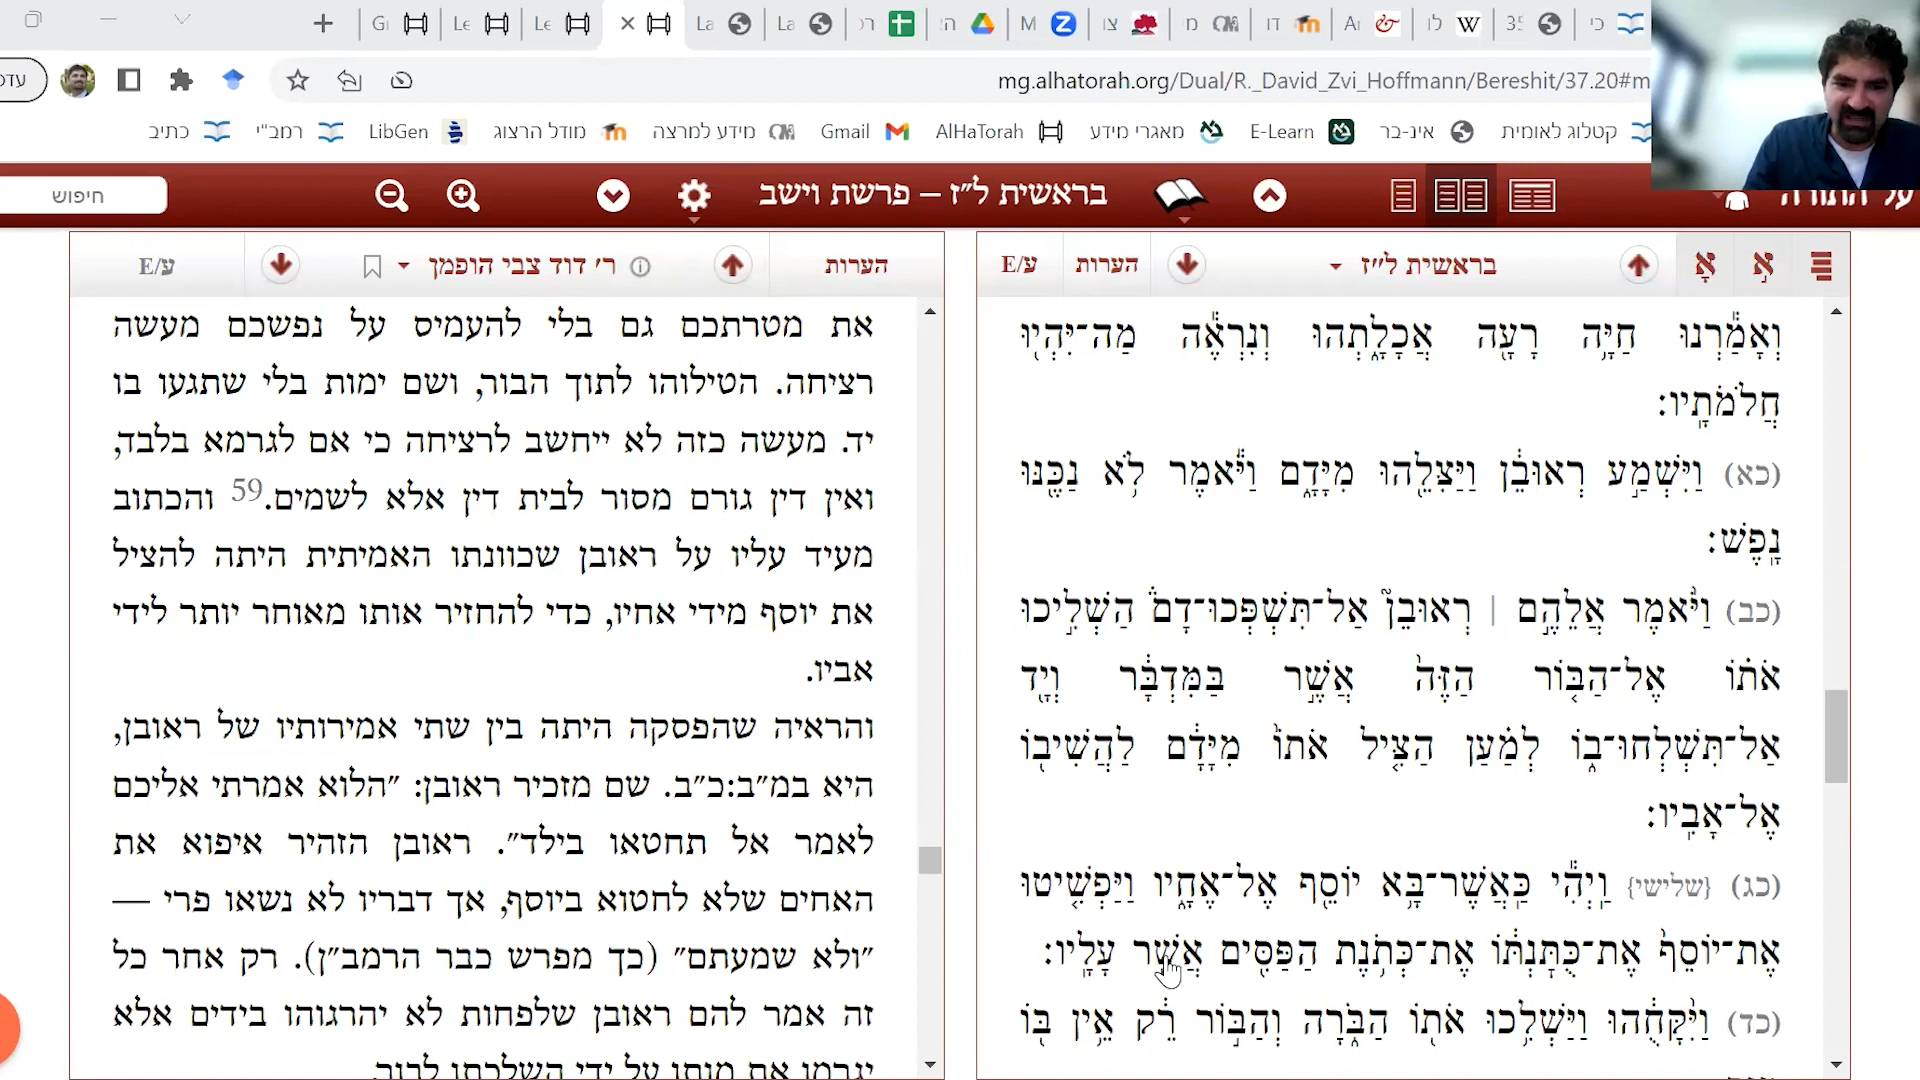 mg.alhatorah.org/Dual/R._David_Zvi_Hoffmann/Bereshit/37.20#m
קטלוג לאומית
אינ-בר
E-Learn
מאגרי מידע
AlHaTorah
Gmail
מידע למרצה
מודל הרצוג
LibGen
רמב"י
כתיב
על התורה
בראשית ל״ז – פרשת וישב
חיפוש
בראשית ל״ז
הערות
ע/E
וְאָמַ֕רְנוּ חַיָּ֥ה רָעָ֖ה אֲכָלָ֑תְהוּ וְנִרְאֶ֕ה מַה־יִּהְי֖וּ
חֲלֹמֹתָֽיו׃
(כא) וַיִּשְׁמַ֣ע רְאוּבֵ֔ן וַיַּצִּלֵ֖הוּ מִיָּדָ֑ם וַיֹּ֕אמֶר לֹ֥א נַכֶּ֖נּוּ
נָֽפֶשׁ׃
(כב) וַיֹּ֨אמֶר אֲלֵהֶ֣ם | רְאוּבֵן֮ אַל־תִּשְׁפְּכוּ־דָם֒ הַשְׁלִ֣יכוּ
אֹת֗וֹ אֶל־הַבּ֤וֹר הַזֶּה֙ אֲשֶׁ֣ר בַּמִּדְבָּ֔ר וְיָ֖ד
אַל־תִּשְׁלְחוּ־ב֑וֹ לְמַ֗עַן הַצִּ֤יל אֹתוֹ֙ מִיָּדָ֔ם לַהֲשִׁיב֖וֹ
אֶל־אָבִֽיו׃
(כג) {שלישי} וַֽיְהִ֕י כַּֽאֲשֶׁר־בָּ֥א יוֹסֵ֖ף אֶל־אֶחָ֑יו וַיַּפְשִׁ֤יטוּ
אֶת־יוֹסֵף֙ אֶת־כֻּתׇּנְתּ֔וֹ אֶת־כְּתֹ֥נֶת הַפַּסִּ֖ים אֲשֶׁ֥ר עָלָֽיו׃
(כד) וַיִּ֨קָּחֻ֔הוּ וַיַּשְׁלִ֥כוּ אֹת֖וֹ הַבֹּ֑רָה וְהַבּ֣וֹר רֵ֔ק אֵ֥ין בּ֖וֹ
הערות
ר׳ דוד צבי הופמן
ע/E
את מטרתכם גם בלי להעמיס על נפשכם מעשה
רציחה. הטילוהו לתוך הבור, ושם ימות בלי שתגעו בו
יד. מעשה כזה לא ייחשב לרציחה כי אם לגרמא בלבד,
ואין דין גורם מסור לבית דין אלא לשמים.59 והכתוב
מעיד עליו על ראובן שכוונתו האמיתית היתה להציל
את יוסף מידי אחיו, כדי להחזיר אותו מאוחר יותר לידי
אביו.
והראיה שהפסקה היתה בין שתי אמירותיו של ראובן,
היא במ״ב:כ״ב. שם מזכיר ראובן: ״הלוא אמרתי אליכם
לאמר אל תחטאו בילד״. ראובן הזהיר איפוא את
האחים שלא לחטוא ביוסף, אך דבריו לא נשאו פרי —
״ולא שמעתם״ (כך מפרש כבר הרמב״ן). רק אחר כל
זה אמר להם ראובן שלפחות לא יהרגוהו בידים אלא
יגרמו את מותו על ידי השלכתו לבור.